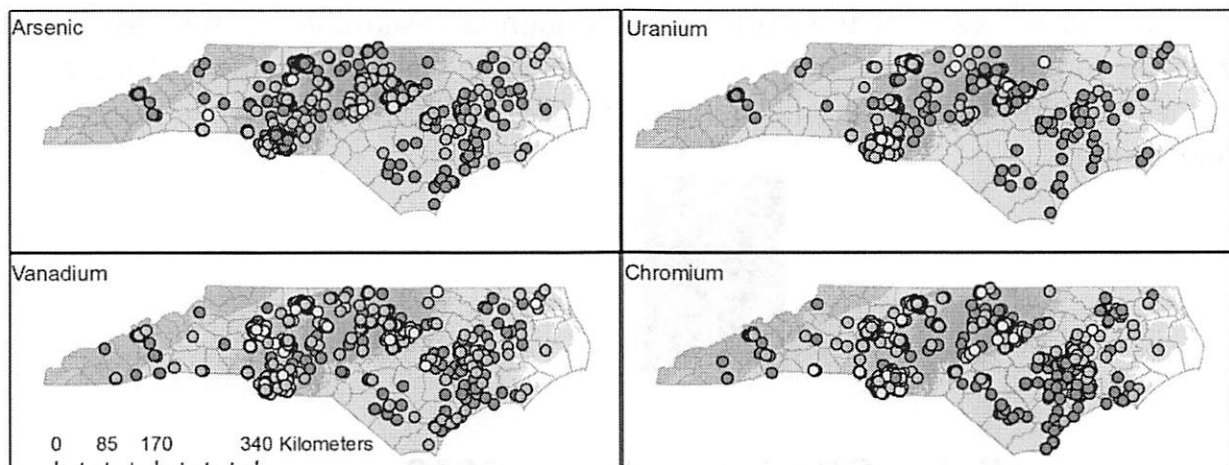 Arsenic
Uranium
Vanadium
Chromium
0 85 170 340 Kilometers